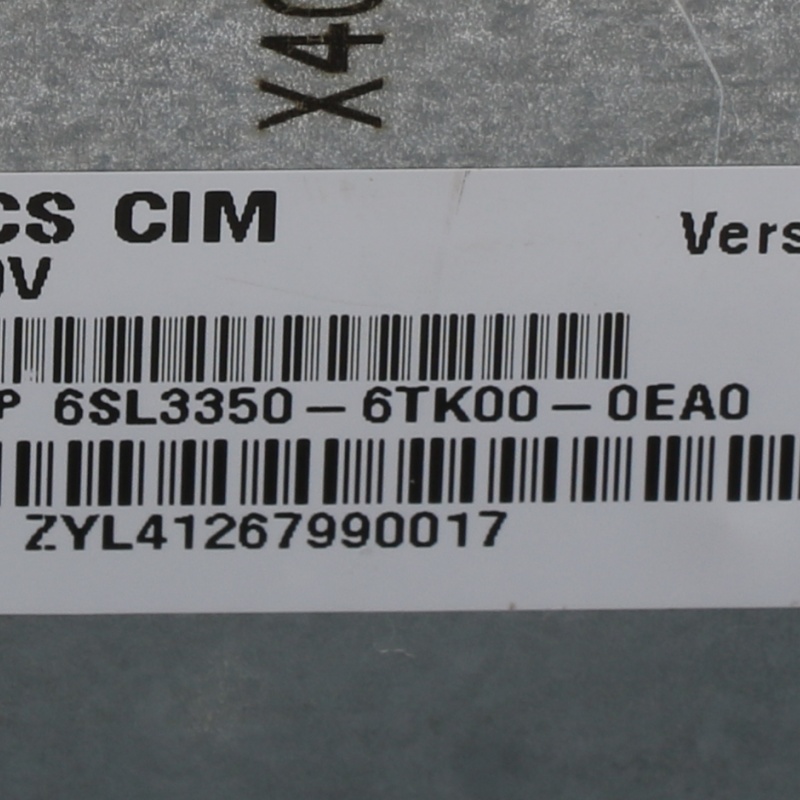 X40
CS CIM
Vers
0V
P 6SL3350-6TK00-0EA0
ZYL41267990017